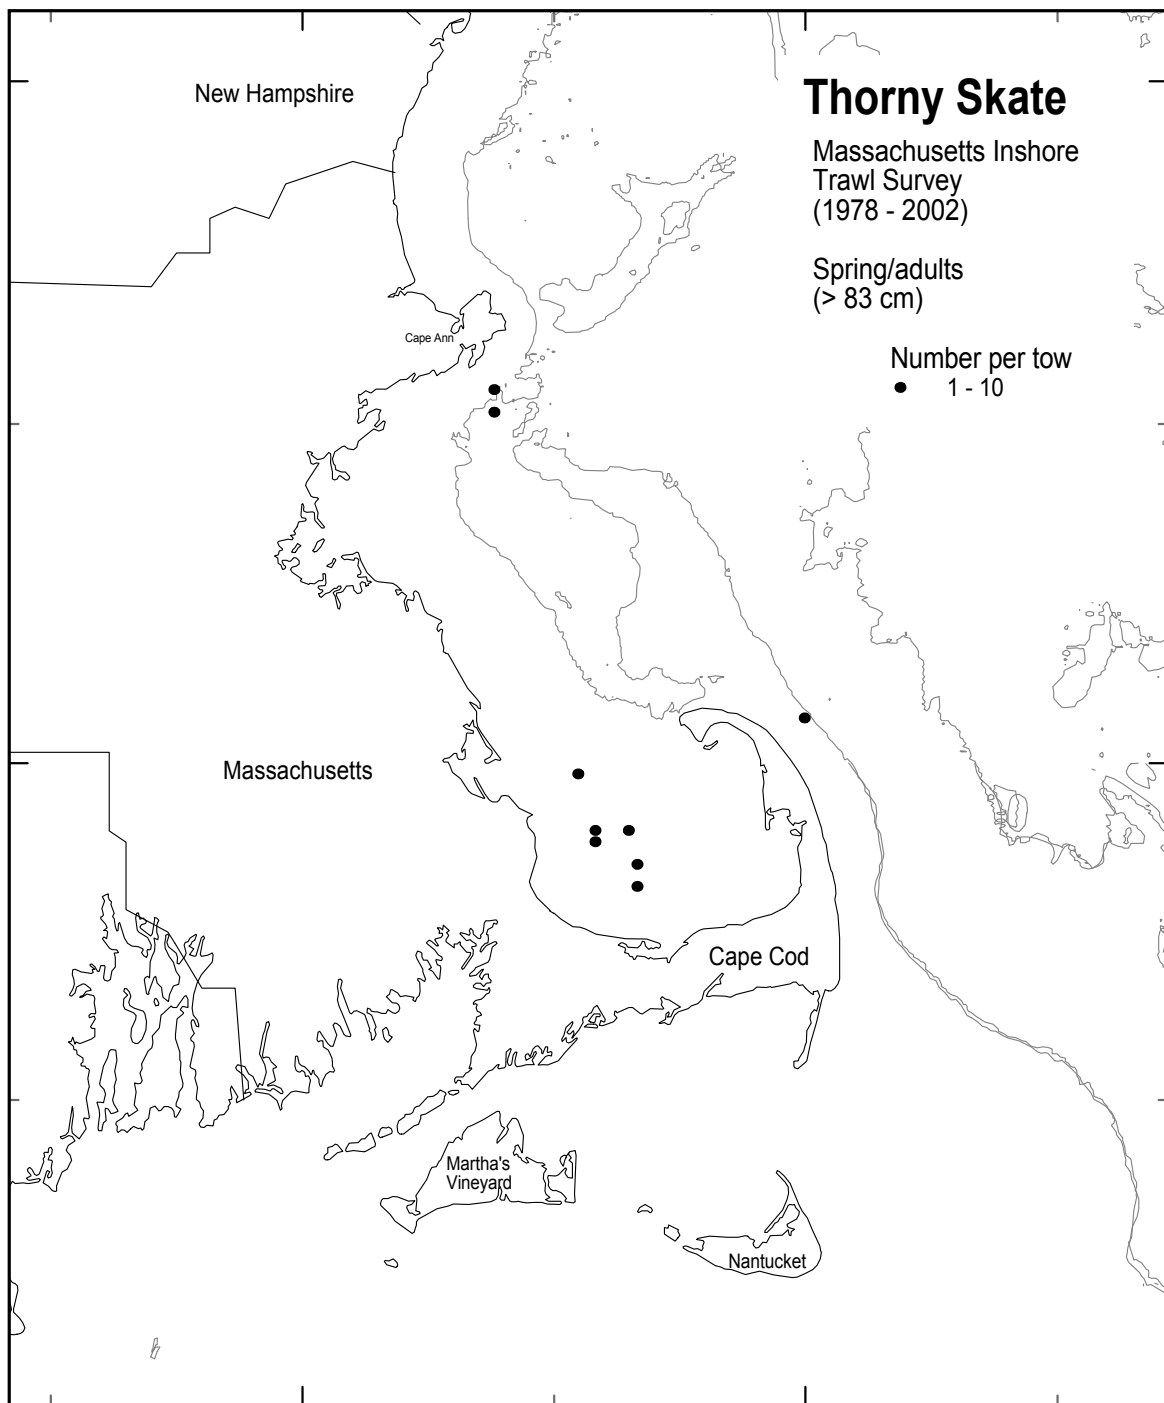 New Hampshire
Thorny Skate
Massachusetts Inshore
Trawl Survey
(1978 - 2002)
Spring/adults
(> 83 cm)
Cape Ann
Number per tow
1 - 10
Massachusetts
Cape Cod
Martha's
Vineyard
Nantucket